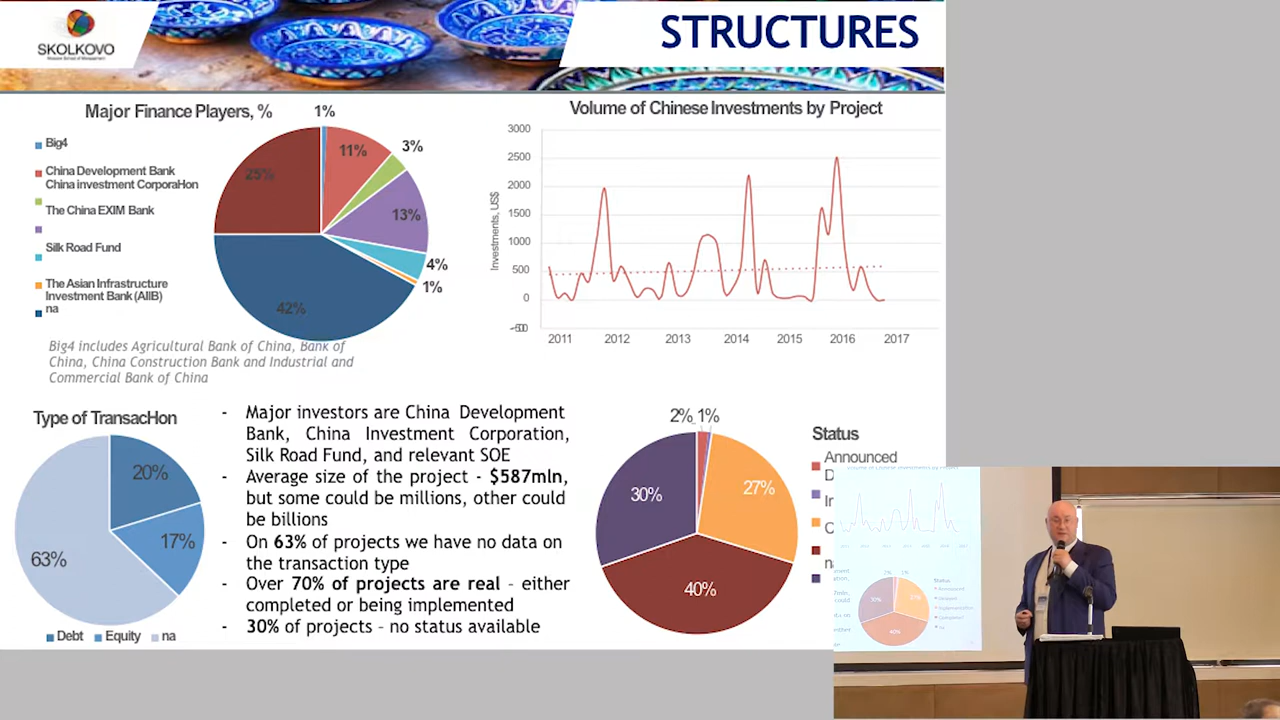 SKOLKOVO
STRUCTURES
Major Finance Players, %
Big4
China Development Bank
China investment CorporaHon
The China EXIM Bank
Silk Road Fund
The Asian Infrastructure
Investment Bank (AIIB)
na
1%
11%
3%
13%
4%
1%
42%
25%
Big4 includes Agricultural Bank of China, Bank of
China, China Construction Bank and Industrial and
Commercial Bank of China
Volume of Chinese Investments by Project
Investments, US$
3000
2500
2000
1500
1000
500
0
2011 2012 2013 2014 2015 2016 2017
Type of TransacHon
20%
17%
63%
Debt Equity na
- Major investors are China Development
Bank, China Investment Corporation,
Silk Road Fund, and relevant SOE
- Average size of the project - $587mln,
but some could be millions, other could
be billions
- On 63% of projects we have no data on
the transaction type
- Over 70% of projects are real – either
completed or being implemented
- 30% of projects – no status available
2% 1%
27%
40%
30%
Status
Announced
D
In
C
n
Status
30%
40%